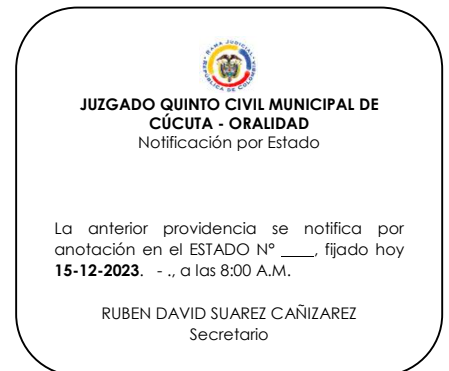 JUZGADO QUINTO CIVIL MUNICIPAL DE
CÚCUTA - ORALIDAD
Notificación por Estado
La anterior providencia se notifica por
anotación en el ESTADO N° ____, fijado hoy
15-12-2023. - ., a las 8:00 A.M.
RUBEN DAVID SUAREZ CAÑIZAREZ
Secretario